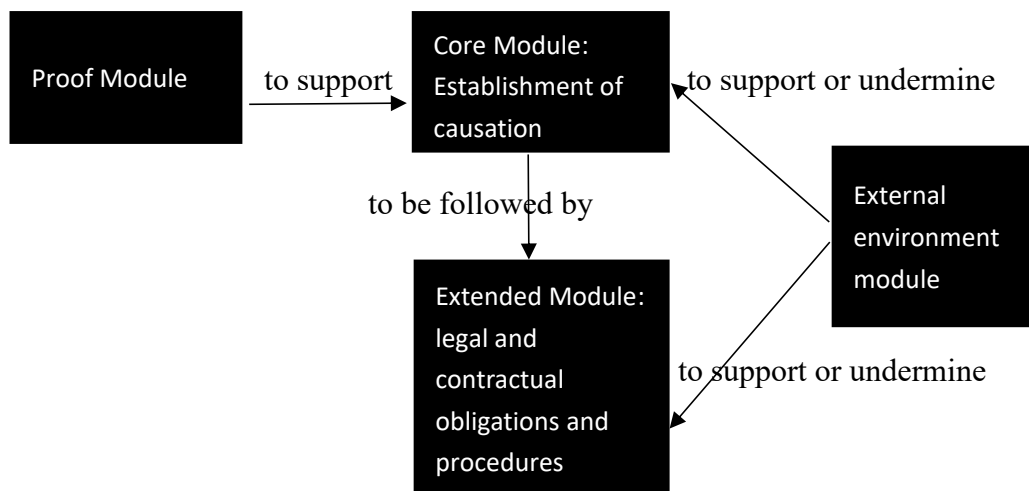 Proof Module
to support
Core Module:
Establishment of
causation
to support or undermine
to be followed by
External
environment
module
Extended Module:
legal and
contractual
obligations and
procedures
to support or undermine